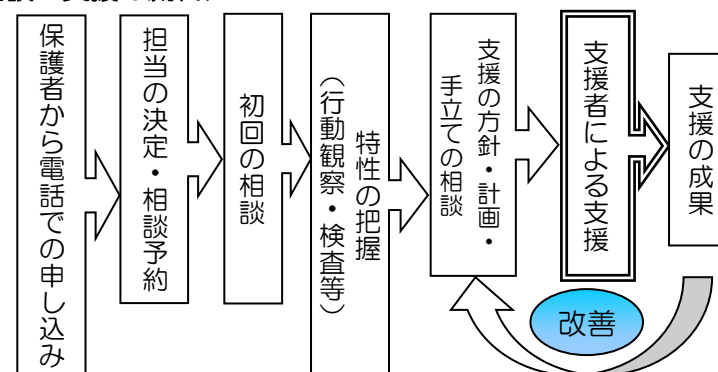 保護者から電話での申し込み
担当の決定・相談予約
初回の相談
特性の把握
(行動観察・検査等)
支援の方針・計画・
手立ての相談
支援者による支援
支援の成果
改善